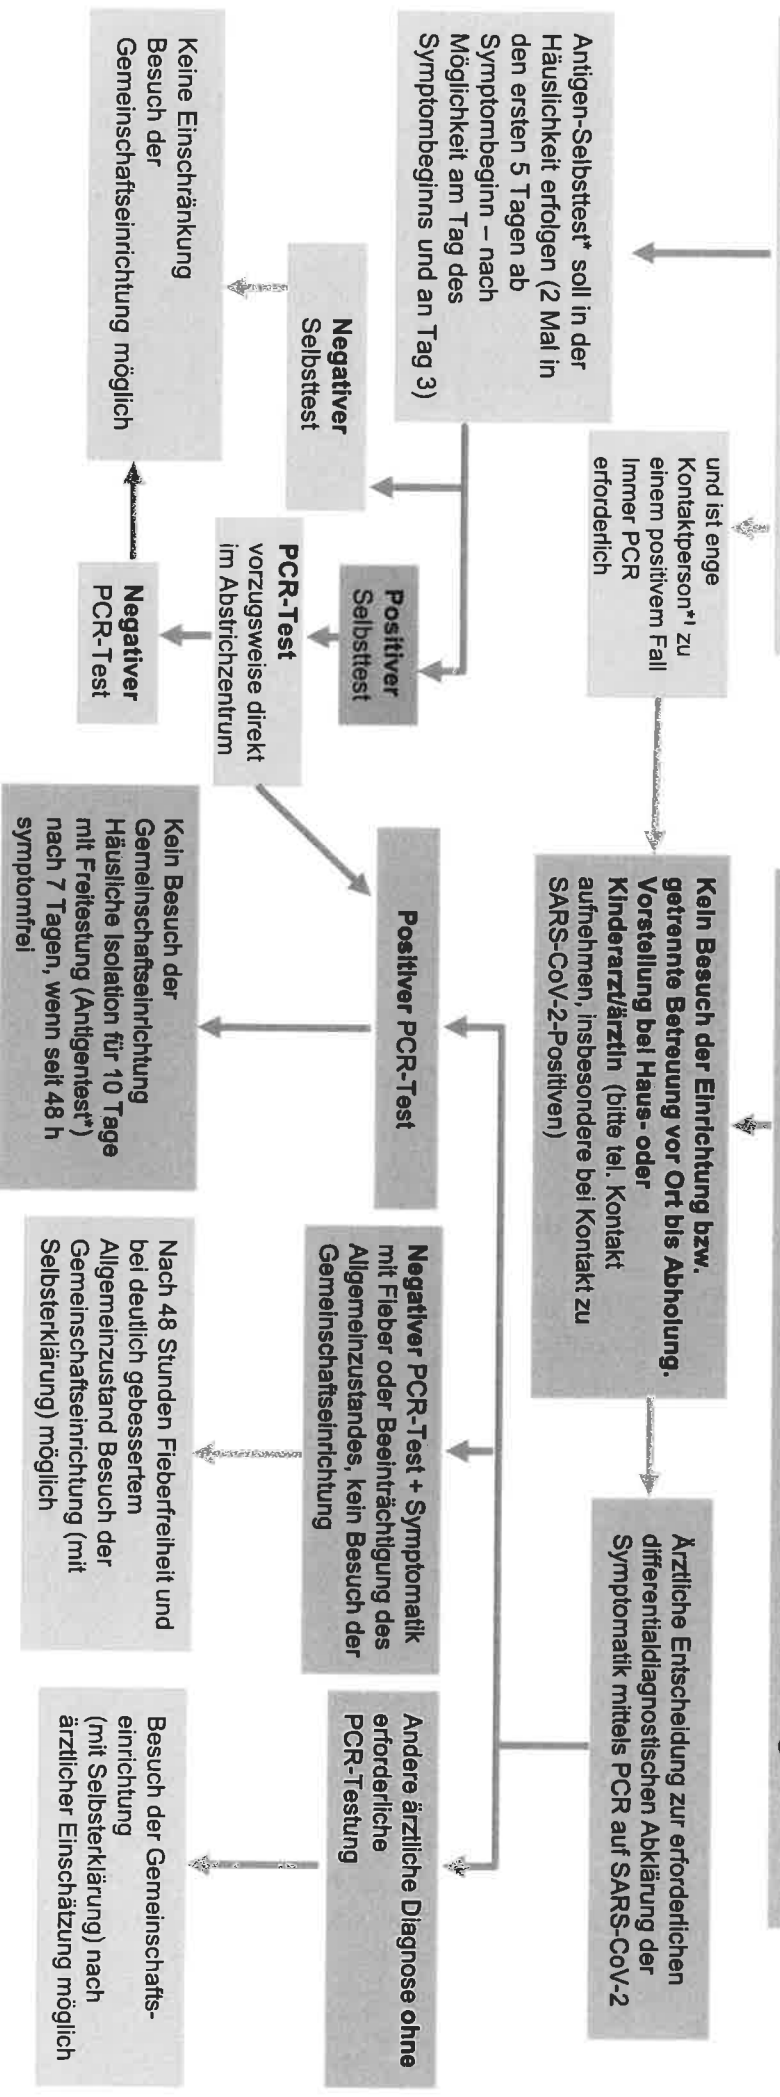 und ist enge
Kontaktperson*¹ zu
einem positivem Fall
Immer PCR
erforderlich
Antigen-Selbsttest* soll in der
Häuslichkeit erfolgen (2 Mal in
den ersten 5 Tagen ab
Symptombeginn – nach
Möglichkeit am Tag des
Symptombeginns und an Tag 3)
Negativer
Selbsttest
Keine Einschränkung
Besuch der
Gemeinschaftseinrichtung möglich
Positiver
Selbsttest
PCR-Test
vorzugsweise direkt
im Abstrichzentrum
Negativer
PCR-Test
Kein Besuch der Einrichtung bzw.
getrennte Betreuung vor Ort bis Abholung.
Vorstellung bei Haus- oder
Kinderarzt/ärztin (bitte tel. Kontakt
aufnehmen, insbesondere bei Kontakt zu
SARS-CoV-2-Positiven)
Ärztliche Entscheidung zur erforderlichen
differentialdiagnostischen Abklärung der
Symptomatik mittels PCR auf SARS-CoV-2
Positiver PCR-Test
Kein Besuch der
Gemeinschaftseinrichtung
Häusliche Isolation für 10 Tage
mit Freitestung (Antigentest*)
nach 7 Tagen, wenn seit 48 h
symptomfrei
Negativer PCR-Test + Symptomatik
mit Fieber oder Beeinträchtigung des
Allgemeinzustandes, kein Besuch der
Gemeinschaftseinrichtung
Nach 48 Stunden Fieberfreiheit und
bei deutlich gebessertem
Allgemeinzustand Besuch der
Gemeinschaftseinrichtung (mit
Selbsterklärung) möglich
Andere ärztliche Diagnose ohne
erforderliche
PCR-Testung
Besuch der Gemeinschafts-
einrichtung
(mit Selbsterklärung) nach
ärztlicher Einschätzung möglich